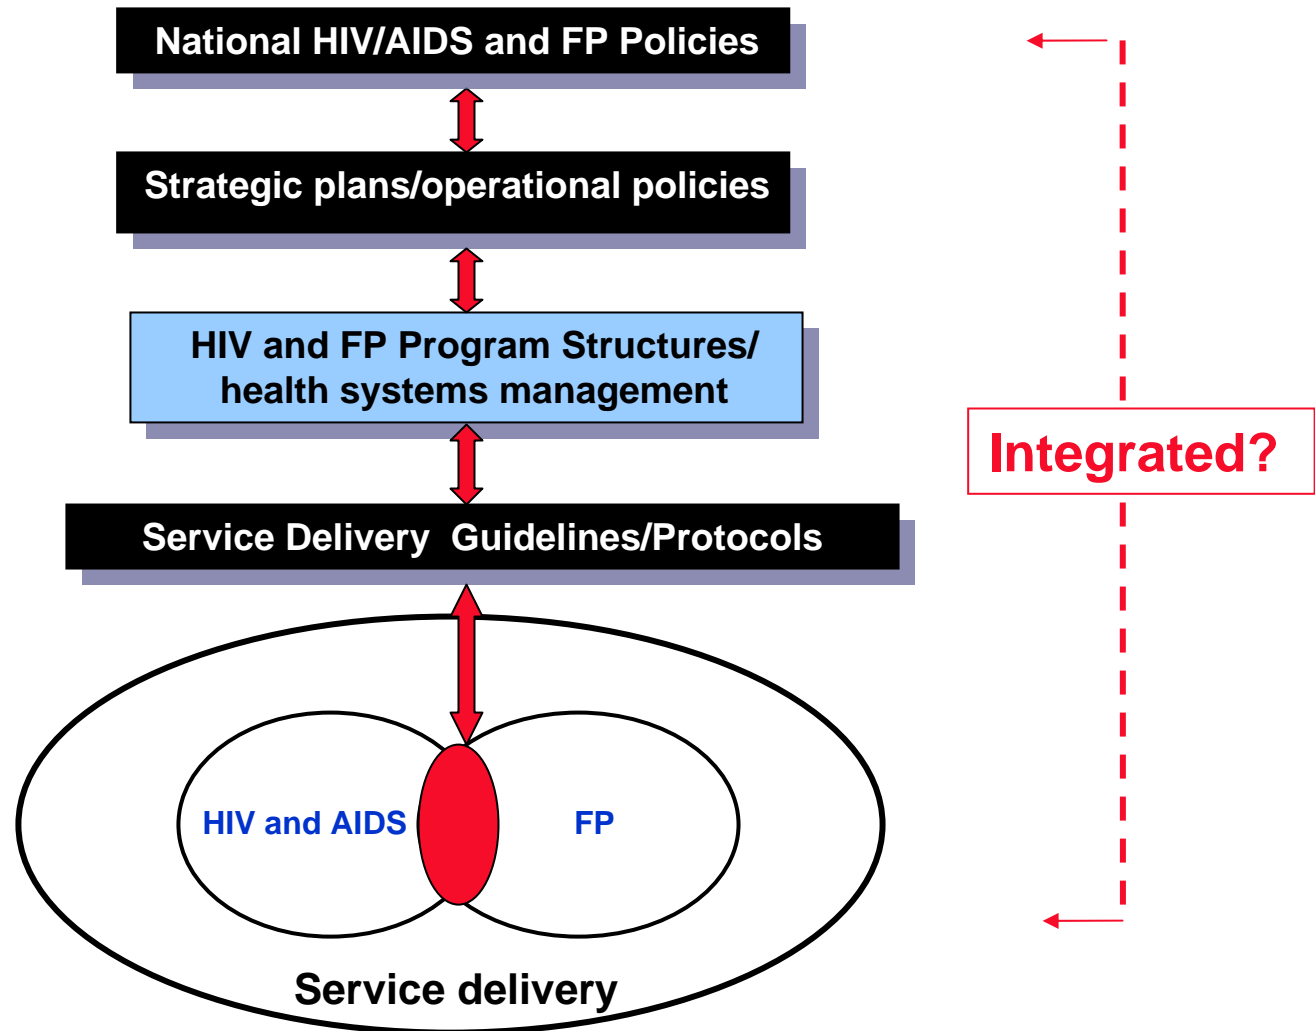 National HIV/AIDS and FP Policies
Strategic plans/operational policies
HIV and FP Program Structures/
health systems management
Integrated?
Service Delivery Guidelines/Protocols
HIV and AIDS
FP
Service delivery